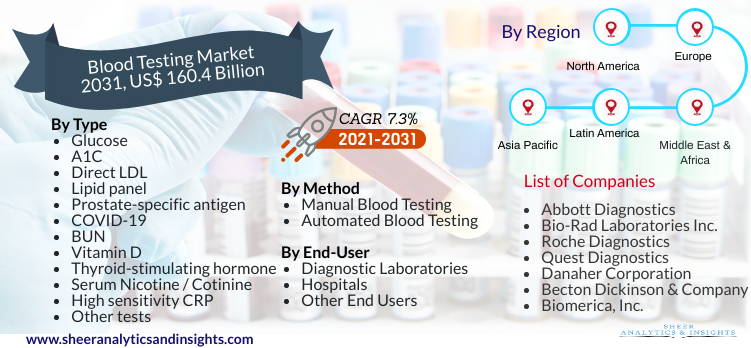 Blood Testing Market
2031, US$ 160.4 Billion
By Type
Glucose
A1C
Direct LDL
Lipid panel
Prostate-specific antigen
COVID-19
BUN
Vitamin D
Thyroid-stimulating hormone
Serum Nicotine / Cotinine
High sensitivity CRP
Other tests
CAGR 7.3%
2021-2031
By Method
Manual Blood Testing
Automated Blood Testing
By End-User
Diagnostic Laboratories
Hospitals
Other End Users
By Region
North America
Europe
Asia Pacific
Latin America
Middle East &
Africa
List of Companies
Abbott Diagnostics
Bio-Rad Laboratories Inc.
Roche Diagnostics
Quest Diagnostics
Danaher Corporation
Becton Dickinson & Company
Biomerica, Inc.
www.sheeranalyticsandinsights.com
SHEER
ANALYTICS & INSIGHTS